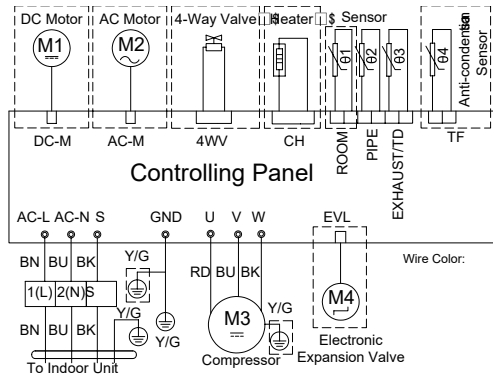 DC Motor
AC Motor
4-Way Valve
Heater
Sensor
M1
M2
θ1
θ2
θ3
θ4
Anti-condensation
Sensor
DC-M
AC-M
4WV
CH
ROOM
PIPE
EXHAUST/TD
TF
Controlling Panel
AC-L AC-N S
GND
U V W
EVL
BN BU BK
Y/G
RD BU BK
Wire Color:
1(L) 2(N)S
Y/G
M4
BN BU BK
Y/G
Y/G
M3
Compressor
Electronic
Expansion Valve
To Indoor Unit